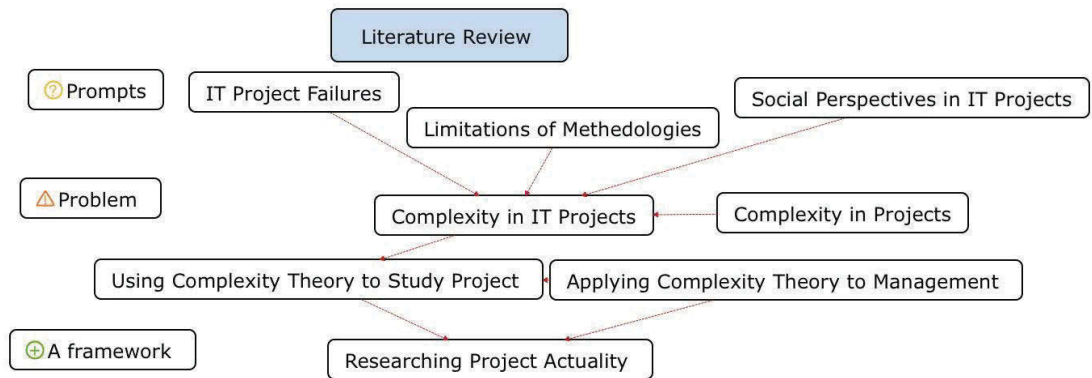 Literature Review
Prompts
IT Project Failures
Social Perspectives in IT Projects
Limitations of Methedologies
Problem
Complexity in IT Projects
Complexity in Projects
Using Complexity Theory to Study Project
Applying Complexity Theory to Management
A framework
Researching Project Actuality